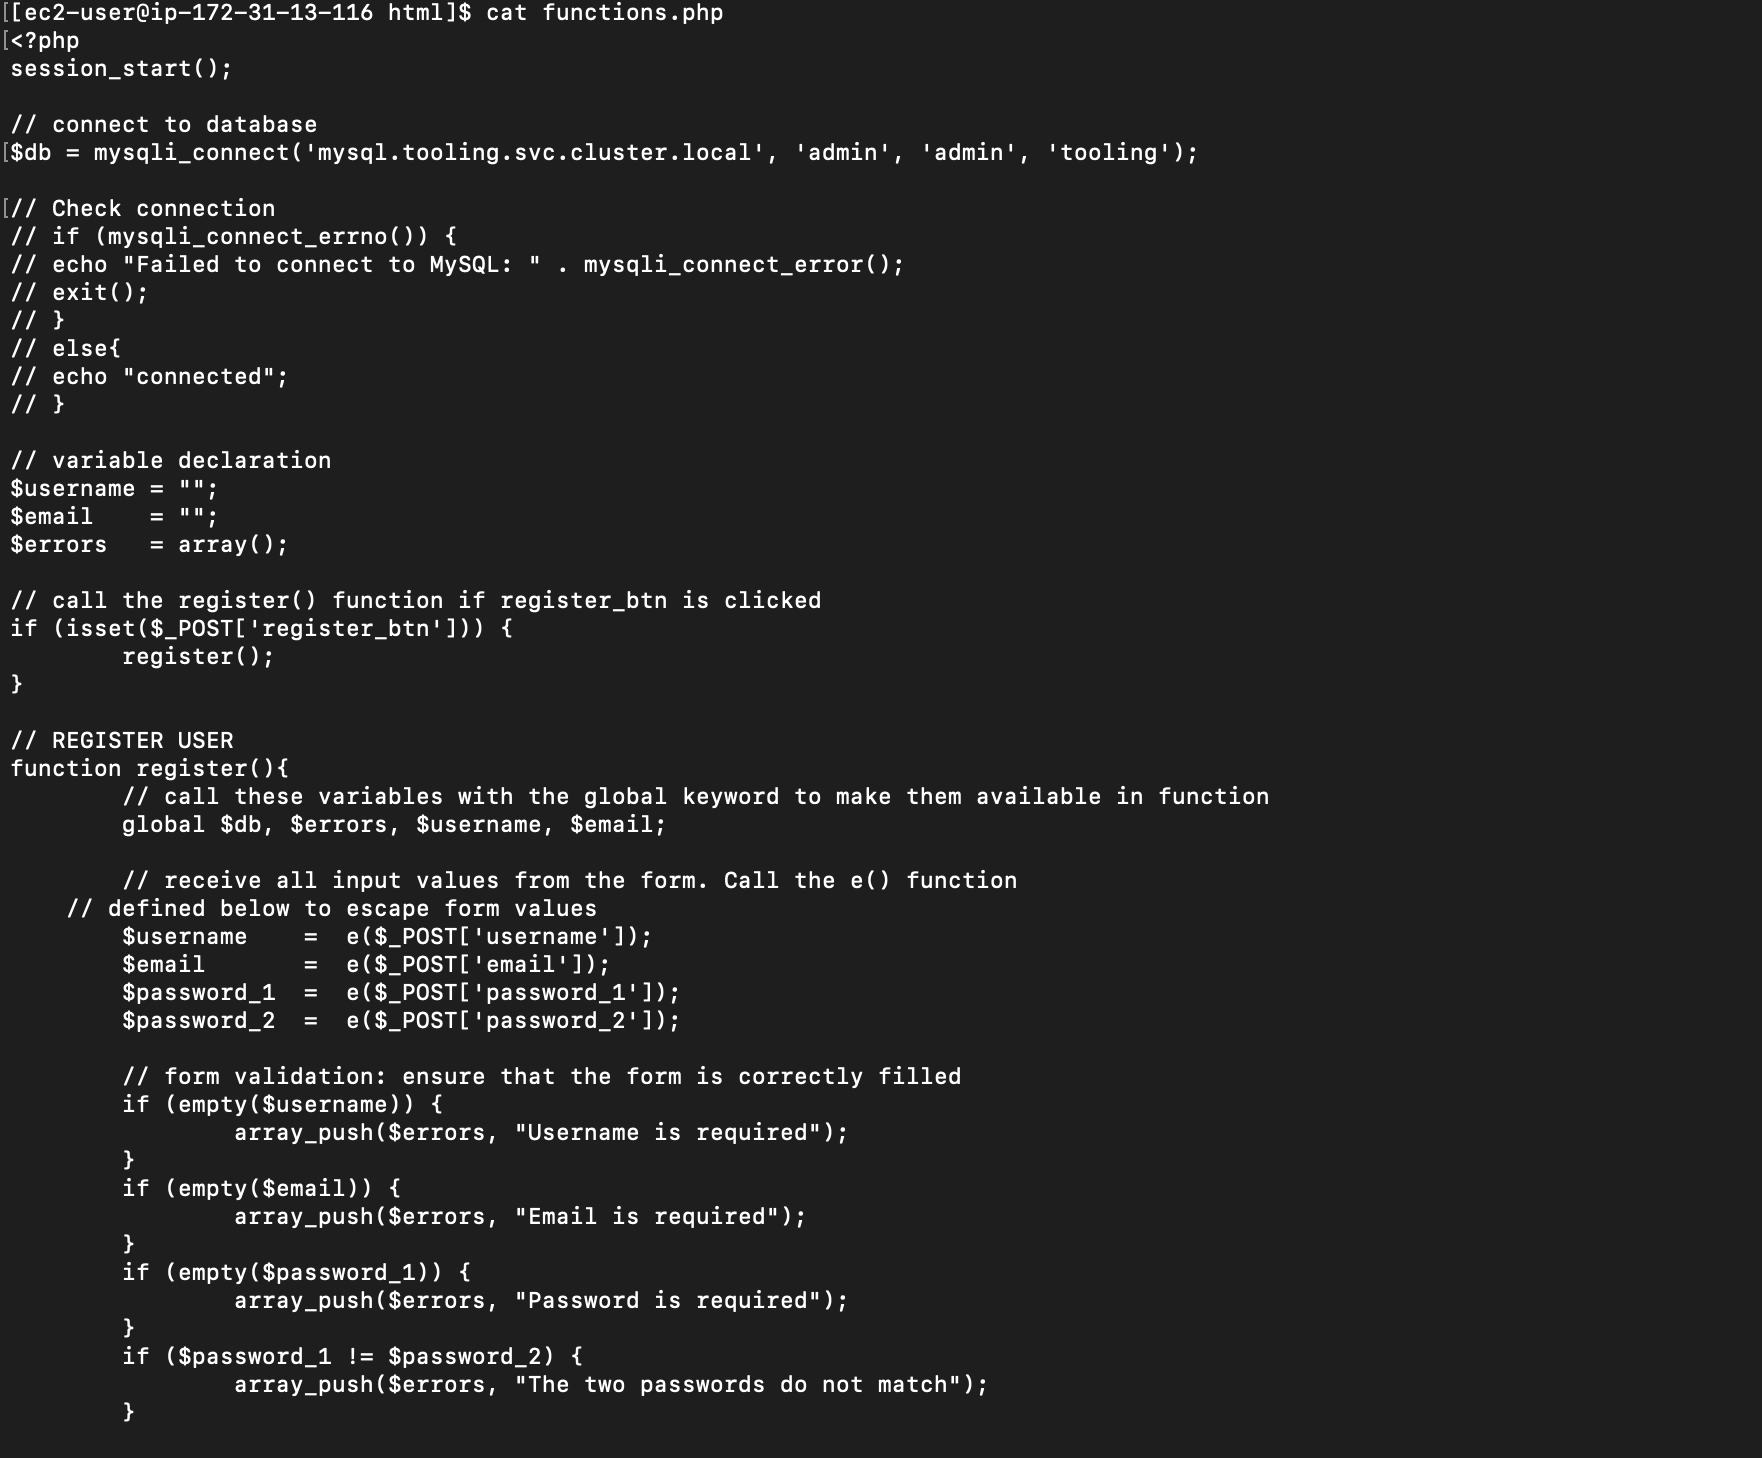 [[ec2-user@ip-172-31-13-116 html]$ cat functions.php
[<?php
session_start();

// connect to database
[$db = mysqli_connect('mysql.tooling.svc.cluster.local', 'admin', 'admin', 'tooling');

[// Check connection
// if (mysqli_connect_errno()) {
// echo "Failed to connect to MySQL: " . mysqli_connect_error();
// exit();
// }
// else{
// echo "connected";
// }

// variable declaration
$username = "";
$email    = "";
$errors   = array();

// call the register() function if register_btn is clicked
if (isset($_POST['register_btn'])) {
        register();
}

// REGISTER USER
function register(){
        // call these variables with the global keyword to make them available in function
        global $db, $errors, $username, $email;

        // receive all input values from the form. Call the e() function
    // defined below to escape form values
        $username    =  e($_POST['username']);
        $email       =  e($_POST['email']);
        $password_1  =  e($_POST['password_1']);
        $password_2  =  e($_POST['password_2']);

        // form validation: ensure that the form is correctly filled
        if (empty($username)) {
                array_push($errors, "Username is required");
        }
        if (empty($email)) {
                array_push($errors, "Email is required");
        }
        if (empty($password_1)) {
                array_push($errors, "Password is required");
        }
        if ($password_1 != $password_2) {
                array_push($errors, "The two passwords do not match");
        }